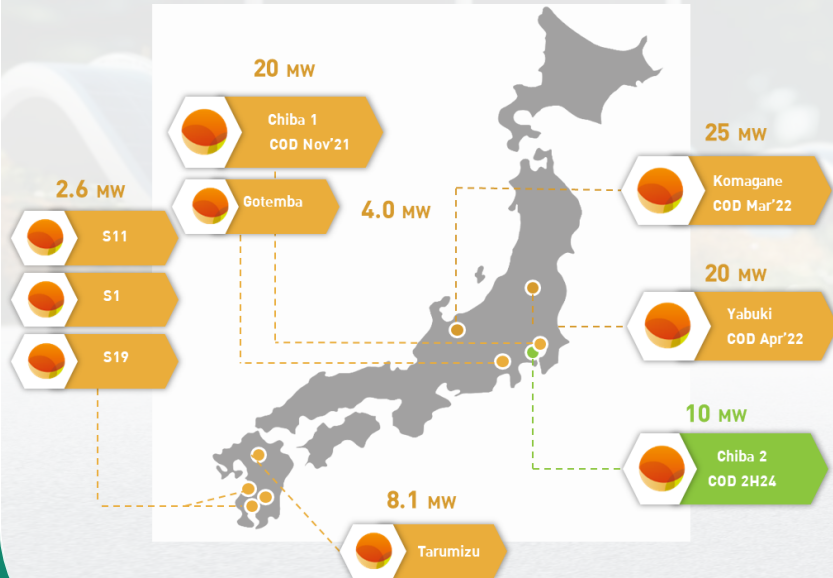 20 MW
Chiba 1
COD Nov'21
Gotemba
4.0 MW
2.6 MW
S11
S1
S19
25 MW
Komagane
COD Mar'22
20 MW
Yabuki
COD Apr'22
10 MW
Chiba 2
COD 2H24
8.1 MW
Tarumizu